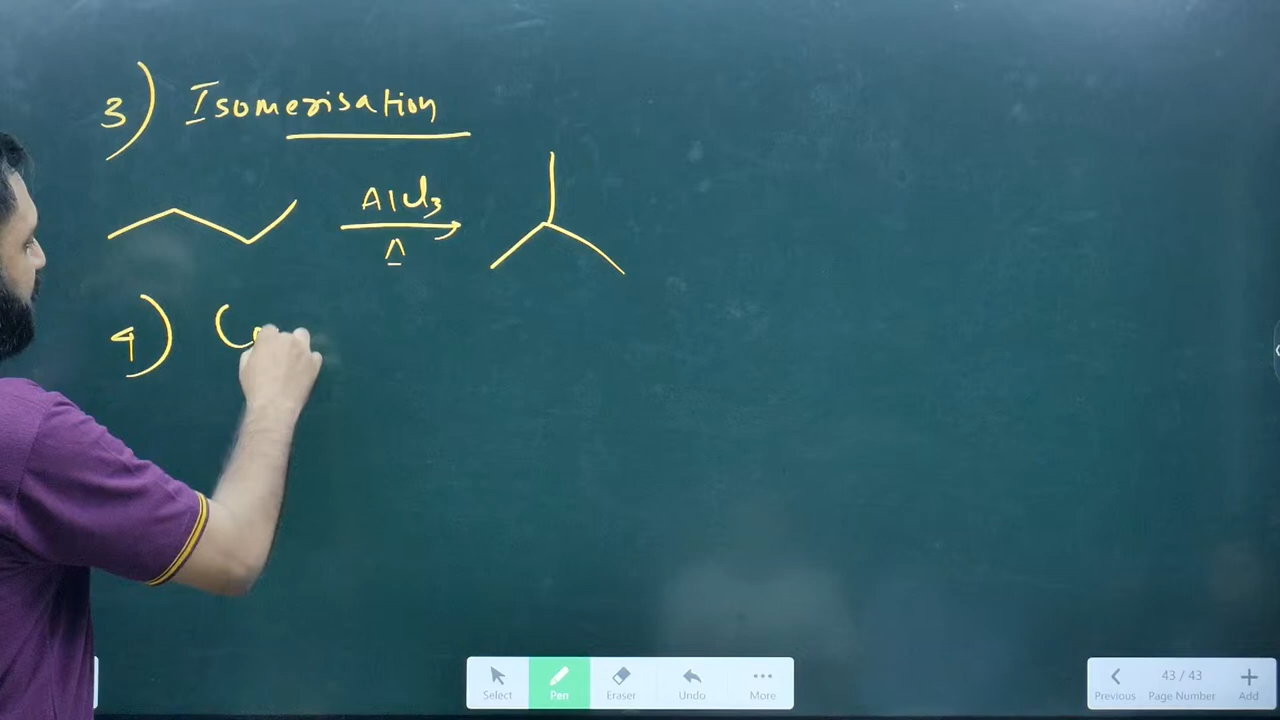 3) Isomerisation
AlCl3
Δ
4)
Select Pen Eraser Undo More
43 / 43
Previous Page Number Add